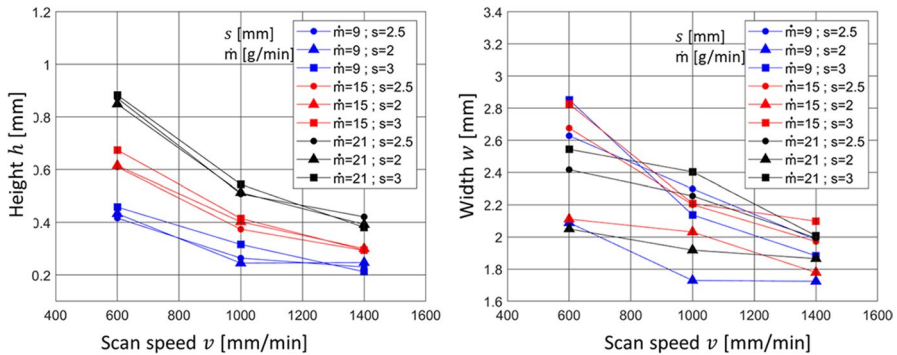 Height h [mm]
1.2
1
0.8
0.6
0.4
0.2
s [mm]
ṁ [g/min]
ṁ=9 ; s=2.5
ṁ=9 ; s=2
ṁ=9 ; s=3
ṁ=15 ; s=2.5
ṁ=15 ; s=2
ṁ=15 ; s=3
ṁ=21 ; s=2.5
ṁ=21 ; s=2
ṁ=21 ; s=3
400 600 800 1000 1200 1400 1600
Scan speed v [mm/min]
Width w [mm]
3.4
3.2
3
2.8
2.6
2.4
2.2
2
1.8
1.6
s [mm]
ṁ [g/min]
ṁ=9 ; s=2.5
ṁ=9 ; s=2
ṁ=9 ; s=3
ṁ=15 ; s=2.5
ṁ=15 ; s=2
ṁ=15 ; s=3
ṁ=21 ; s=2.5
ṁ=21 ; s=2
ṁ=21 ; s=3
400 600 800 1000 1200 1400 1600
Scan speed v [mm/min]